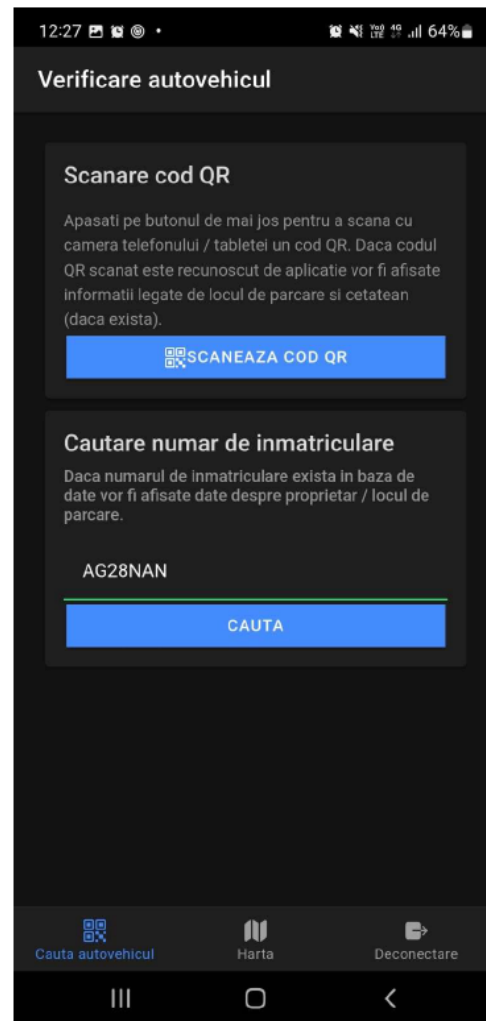 12:27
64%
Verificare autovehicul
Scanare cod QR
Apasati pe butonul de mai jos pentru a scana cu
camera telefonului / tabletei un cod QR. Daca codul
QR scanat este recunoscut de aplicatie vor fi afisate
informatii legate de locul de parcare si cetatean
(daca exista).
SCANEAZA COD QR
Cautare numar de inmatriculare
Daca numarul de inmatriculare exista in baza de
date vor fi afisate date despre proprietar / locul de
parcare.
AG28NAN
CAUTA
Cauta autovehicul
Harta
Deconectare